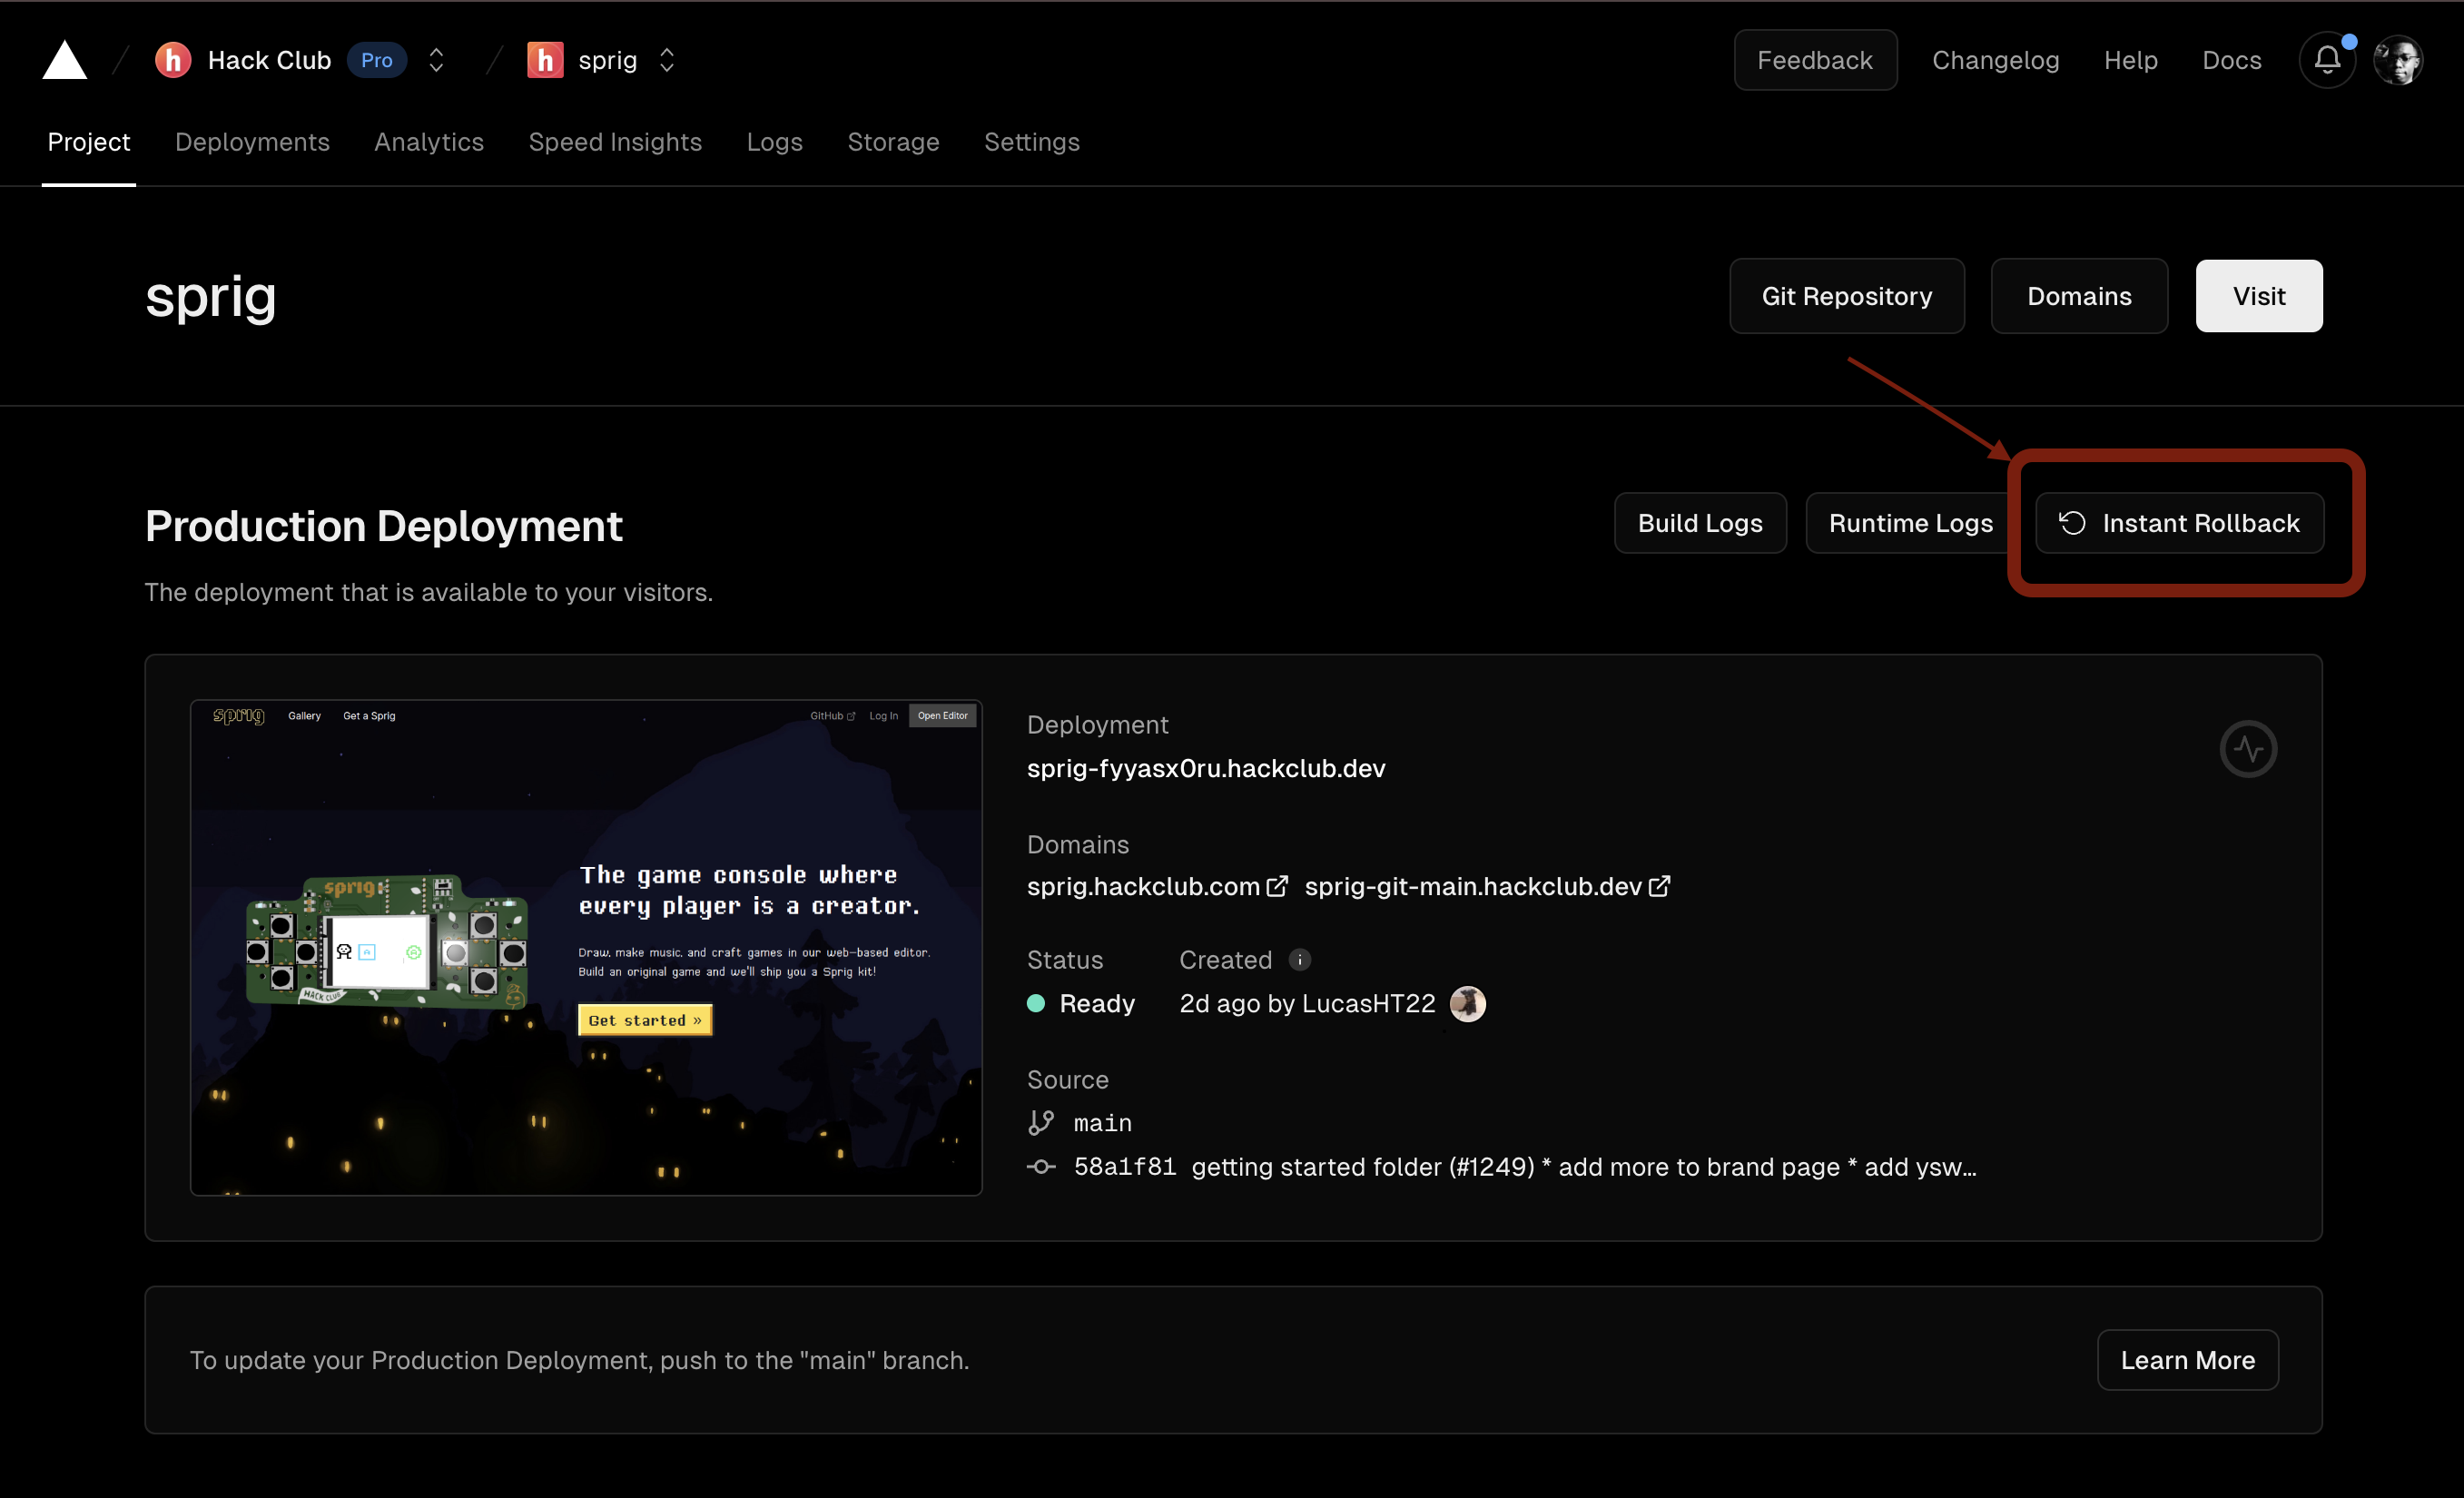 Hack Club Pro sprig Feedback Changelog Help Docs
Project Deployments Analytics Speed Insights Logs Storage Settings
sprig Git Repository Domains Visit
Production Deployment Build Logs Runtime Logs Instant Rollback
The deployment that is available to your visitors.
sprig Gallery Get a Sprig GitHub Log In Open Editor
sprig
The game console where
every player is a creator.
Draw, make music, and craft games in our web-based editor.
Build an original game and we'll ship you a Sprig kit!
HACK CLUB
Get started »
Deployment
sprig-fyyasx0ru.hackclub.dev
Domains
sprig.hackclub.com sprig-git-main.hackclub.dev
Status Created
Ready 2d ago by LucasHT22
Source
main
58a1f81 getting started folder (#1249) * add more to brand page * add ysw...
To update your Production Deployment, push to the "main" branch. Learn More